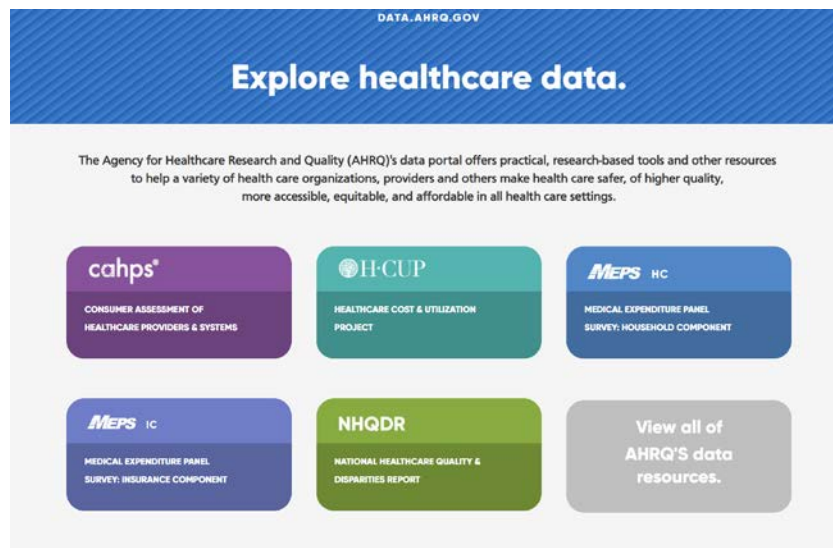 DATA.AHRQ.GOV
Explore healthcare data.
The Agency for Healthcare Research and Quality (AHRQ)'s data portal offers practical, research-based tools and other resources
to help a variety of health care organizations, providers and others make health care safer, of higher quality,
more accessible, equitable, and affordable in all health care settings.
cahps®
CONSUMER ASSESSMENT OF
HEALTHCARE PROVIDERS & SYSTEMS
H·CUP
HEALTHCARE COST & UTILIZATION
PROJECT
MEPS HC
MEDICAL EXPENDITURE PANEL
SURVEY: HOUSEHOLD COMPONENT
MEPS IC
MEDICAL EXPENDITURE PANEL
SURVEY: INSURANCE COMPONENT
NHQDR
NATIONAL HEALTHCARE QUALITY &
DISPARITIES REPORT
View all of
AHRQ'S data
resources.